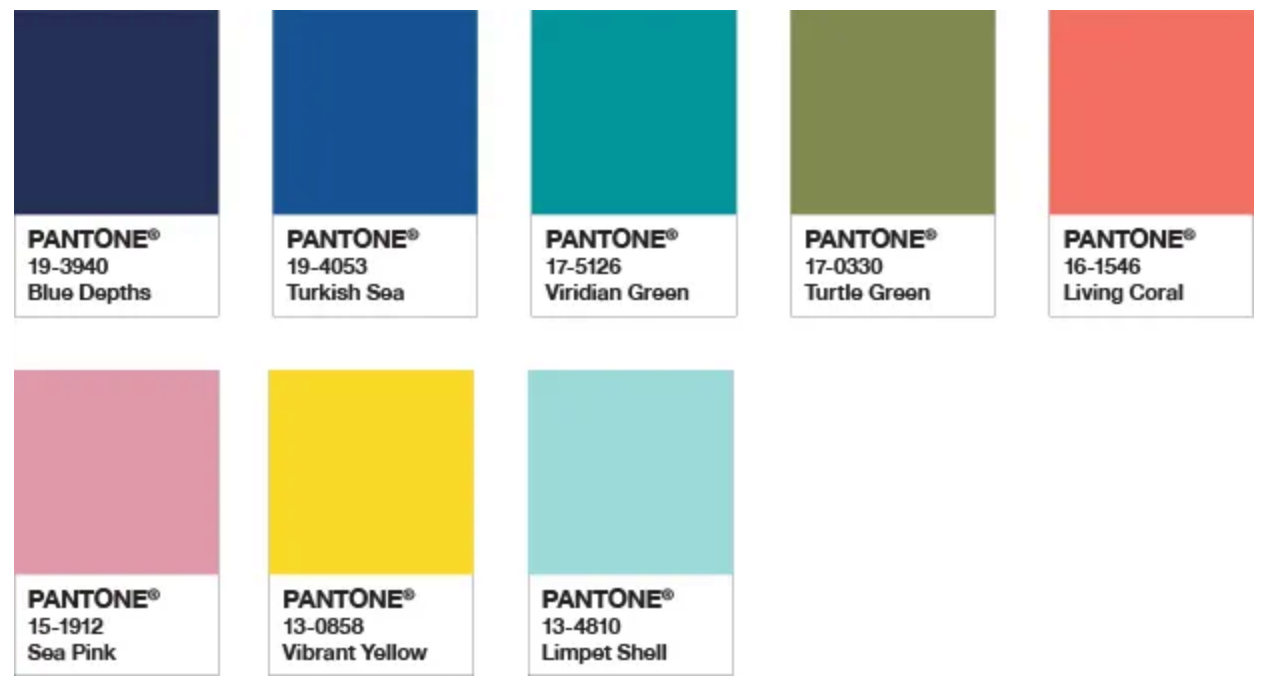 PANTONE®
19-3940
Blue Depths
PANTONE®
19-4053
Turkish Sea
PANTONE®
17-5126
Viridian Green
PANTONE®
17-0330
Turtle Green
PANTONE®
16-1546
Living Coral
PANTONE®
15-1912
Sea Pink
PANTONE®
13-0858
Vibrant Yellow
PANTONE®
13-4810
Limpet Shell